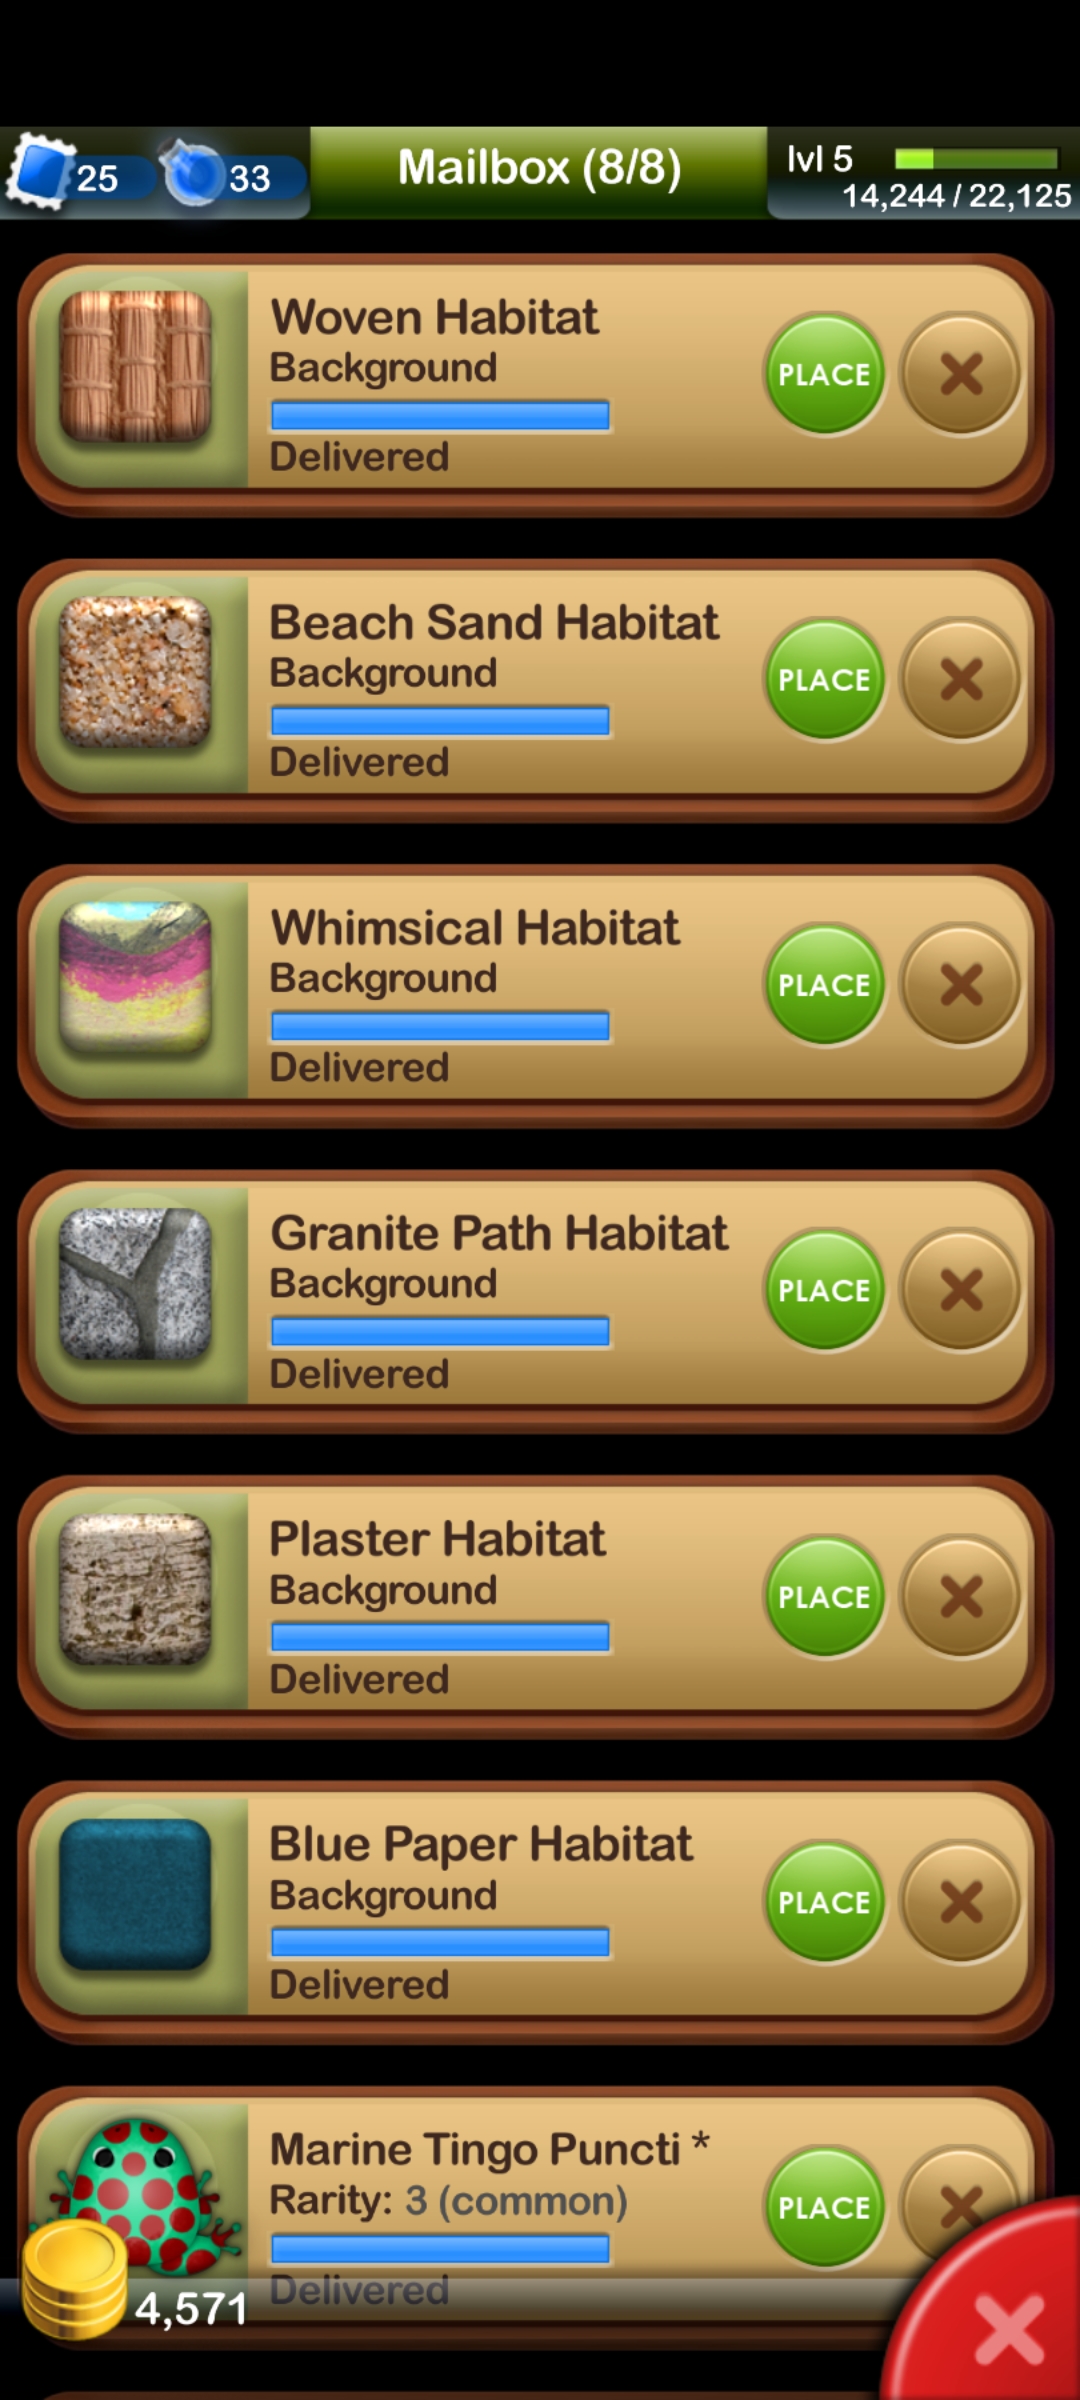 25
33
Mailbox (8/8)
lvl 5
14,244 / 22,125
Woven Habitat
Background
Delivered
PLACE
Beach Sand Habitat
Background
Delivered
PLACE
Whimsical Habitat
Background
Delivered
PLACE
Granite Path Habitat
Background
Delivered
PLACE
Plaster Habitat
Background
Delivered
PLACE
Blue Paper Habitat
Background
Delivered
PLACE
Marine Tingo Puncti *
Rarity: 3 (common)
Delivered
PLACE
4,571